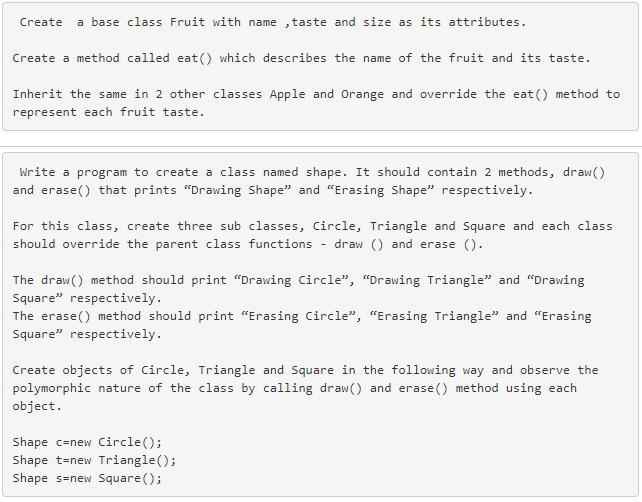 Create  a base class Fruit with name ,taste and size as its attributes.
Create a method called eat() which describes the name of the fruit and its taste.
Inherit the same in 2 other classes Apple and Orange and override the eat() method to
represent each fruit taste.
Write a program to create a class named shape. It should contain 2 methods, draw()
and erase() that prints “Drawing Shape” and “Erasing Shape” respectively.
For this class, create three sub classes, Circle, Triangle and Square and each class
should override the parent class functions - draw () and erase ().
The draw() method should print “Drawing Circle”, “Drawing Triangle” and “Drawing
Square” respectively.
The erase() method should print “Erasing Circle”, “Erasing Triangle” and “Erasing
Square” respectively.
Create objects of Circle, Triangle and Square in the following way and observe the
polymorphic nature of the class by calling draw() and erase() method using each
object.
Shape c=new Circle();
Shape t=new Triangle();
Shape s=new Square();